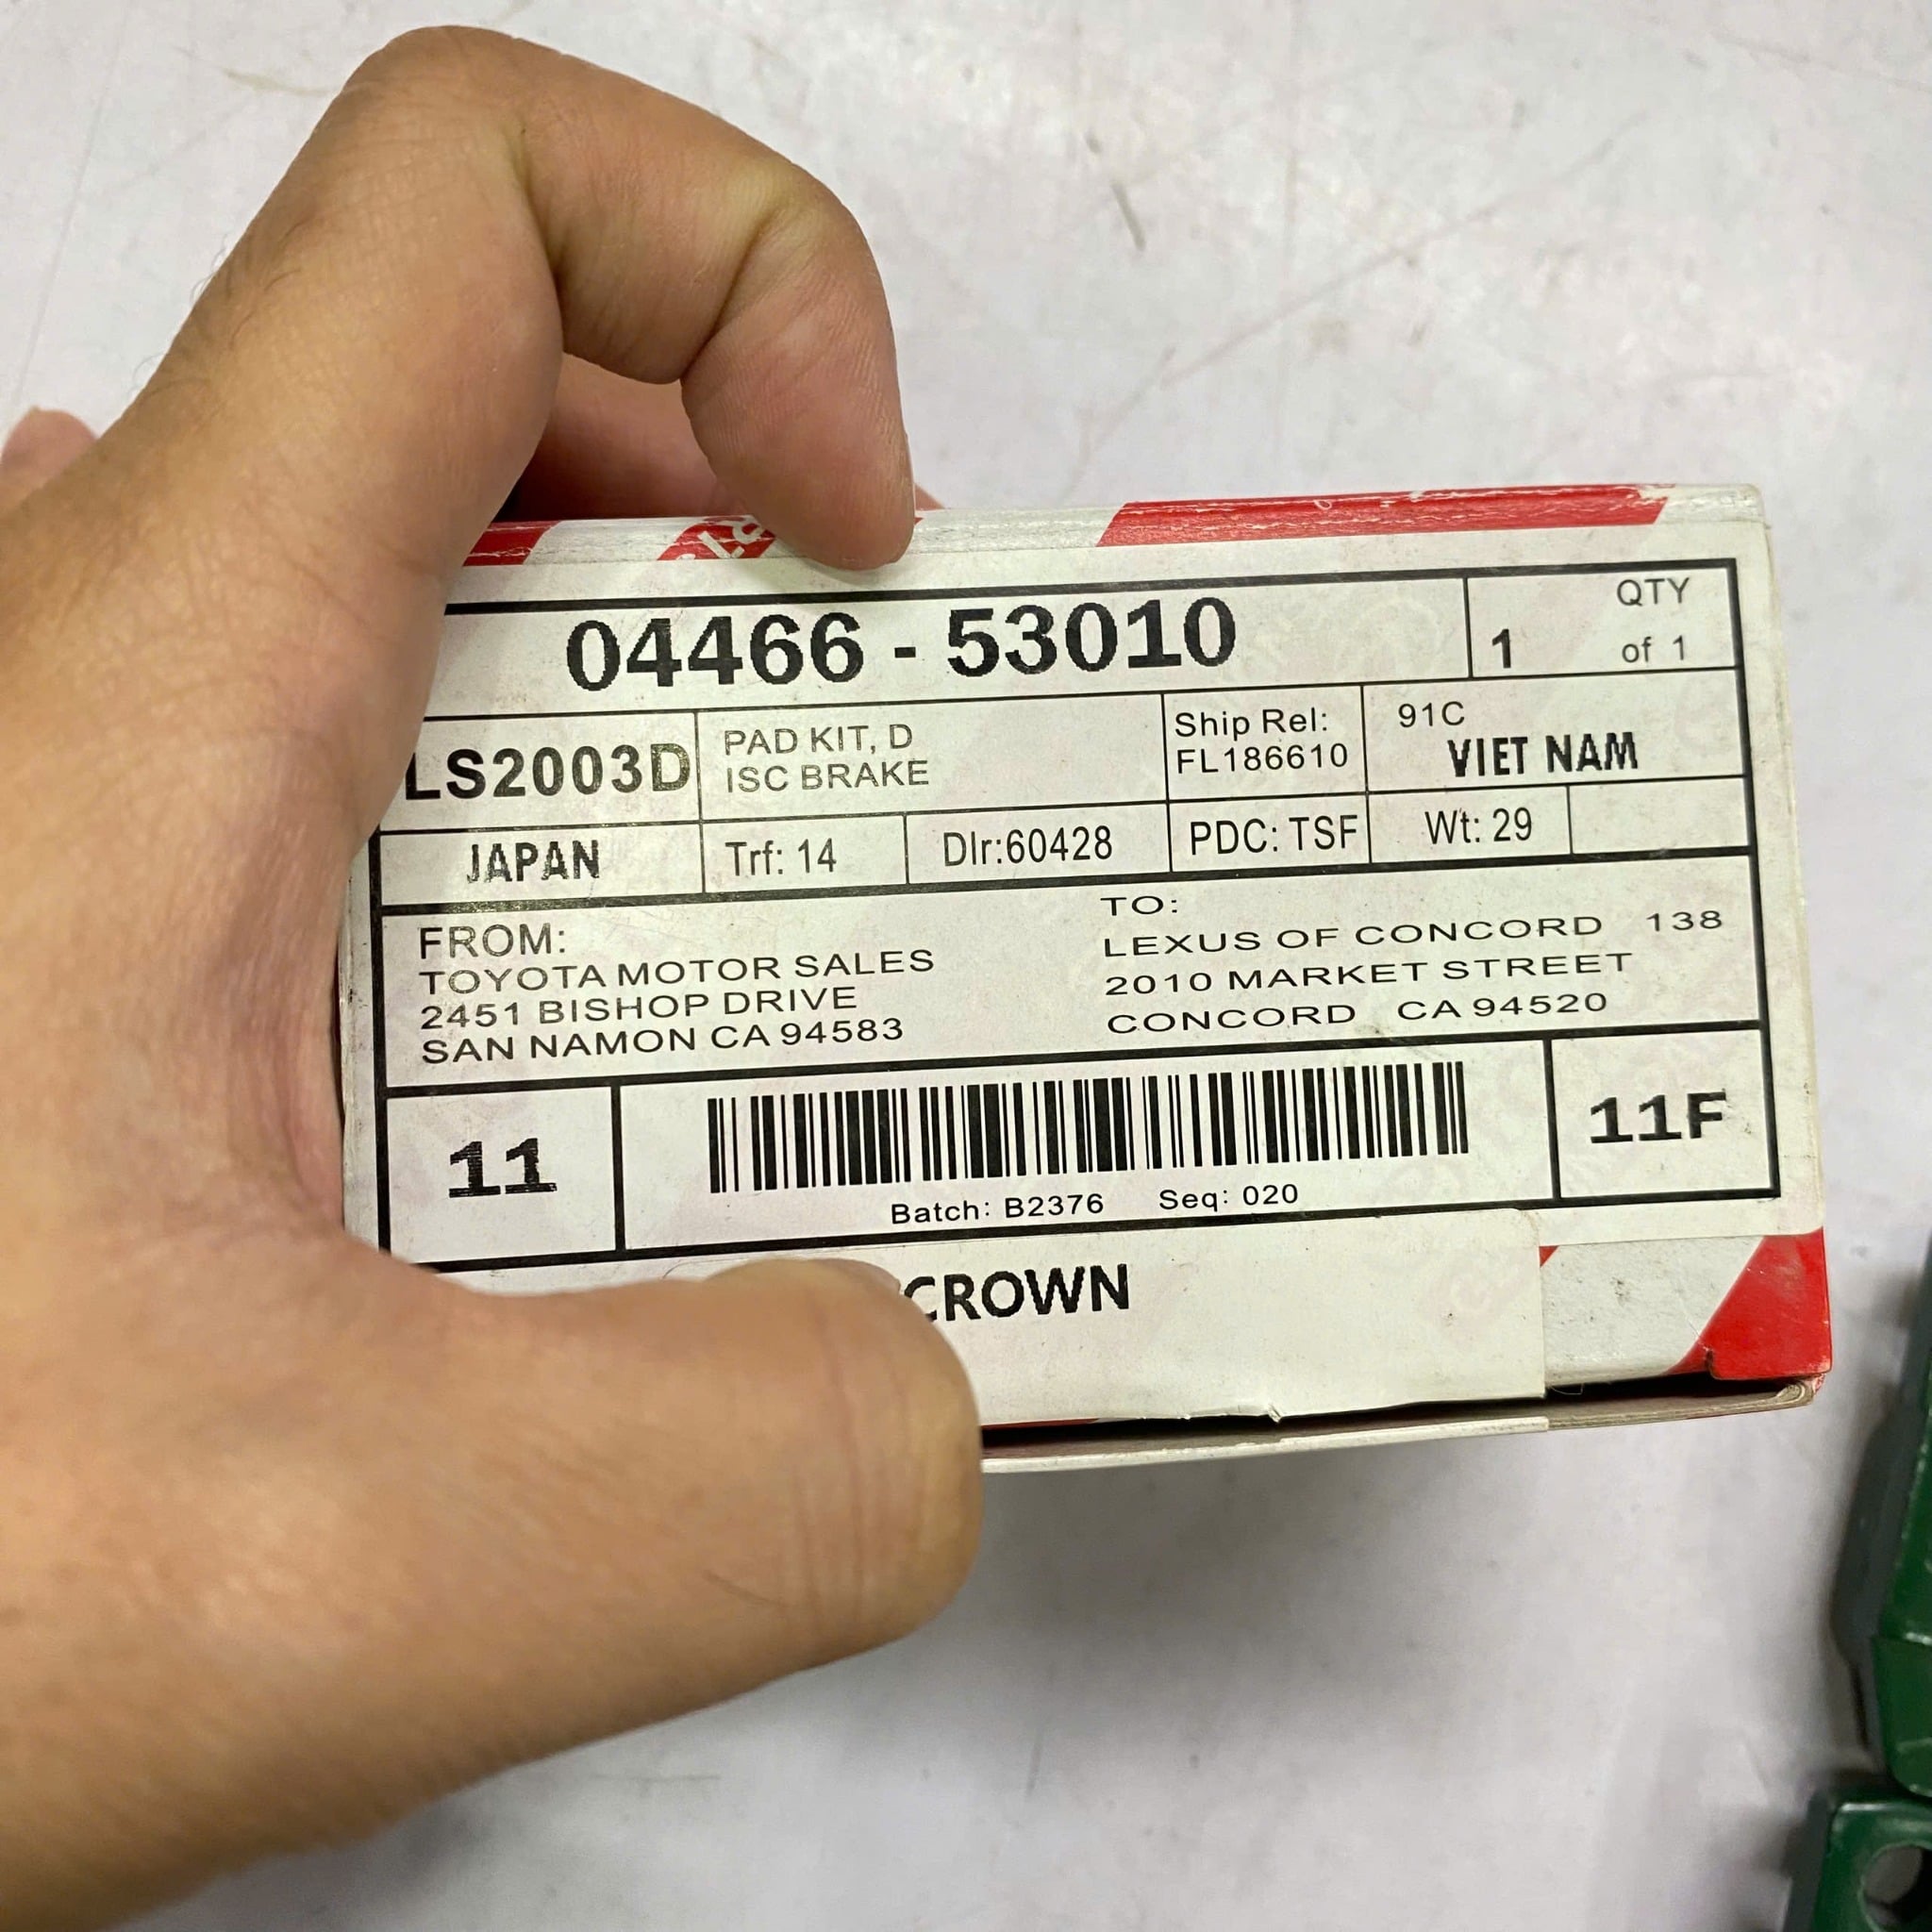 04466 - 53010
QTY
1 of 1
LS2003D
PAD KIT, D
ISC BRAKE
Ship Rel:
FL186610
91C
VIET NAM
JAPAN
Trf: 14
Dlr:60428
PDC: TSF
Wt: 29
FROM:
TOYOTA MOTOR SALES
2451 BISHOP DRIVE
SAN NAMON CA 94583
TO:
LEXUS OF CONCORD 138
2010 MARKET STREET
CONCORD CA 94520
11
Batch: B2376 Seq: 020
11F
CROWN